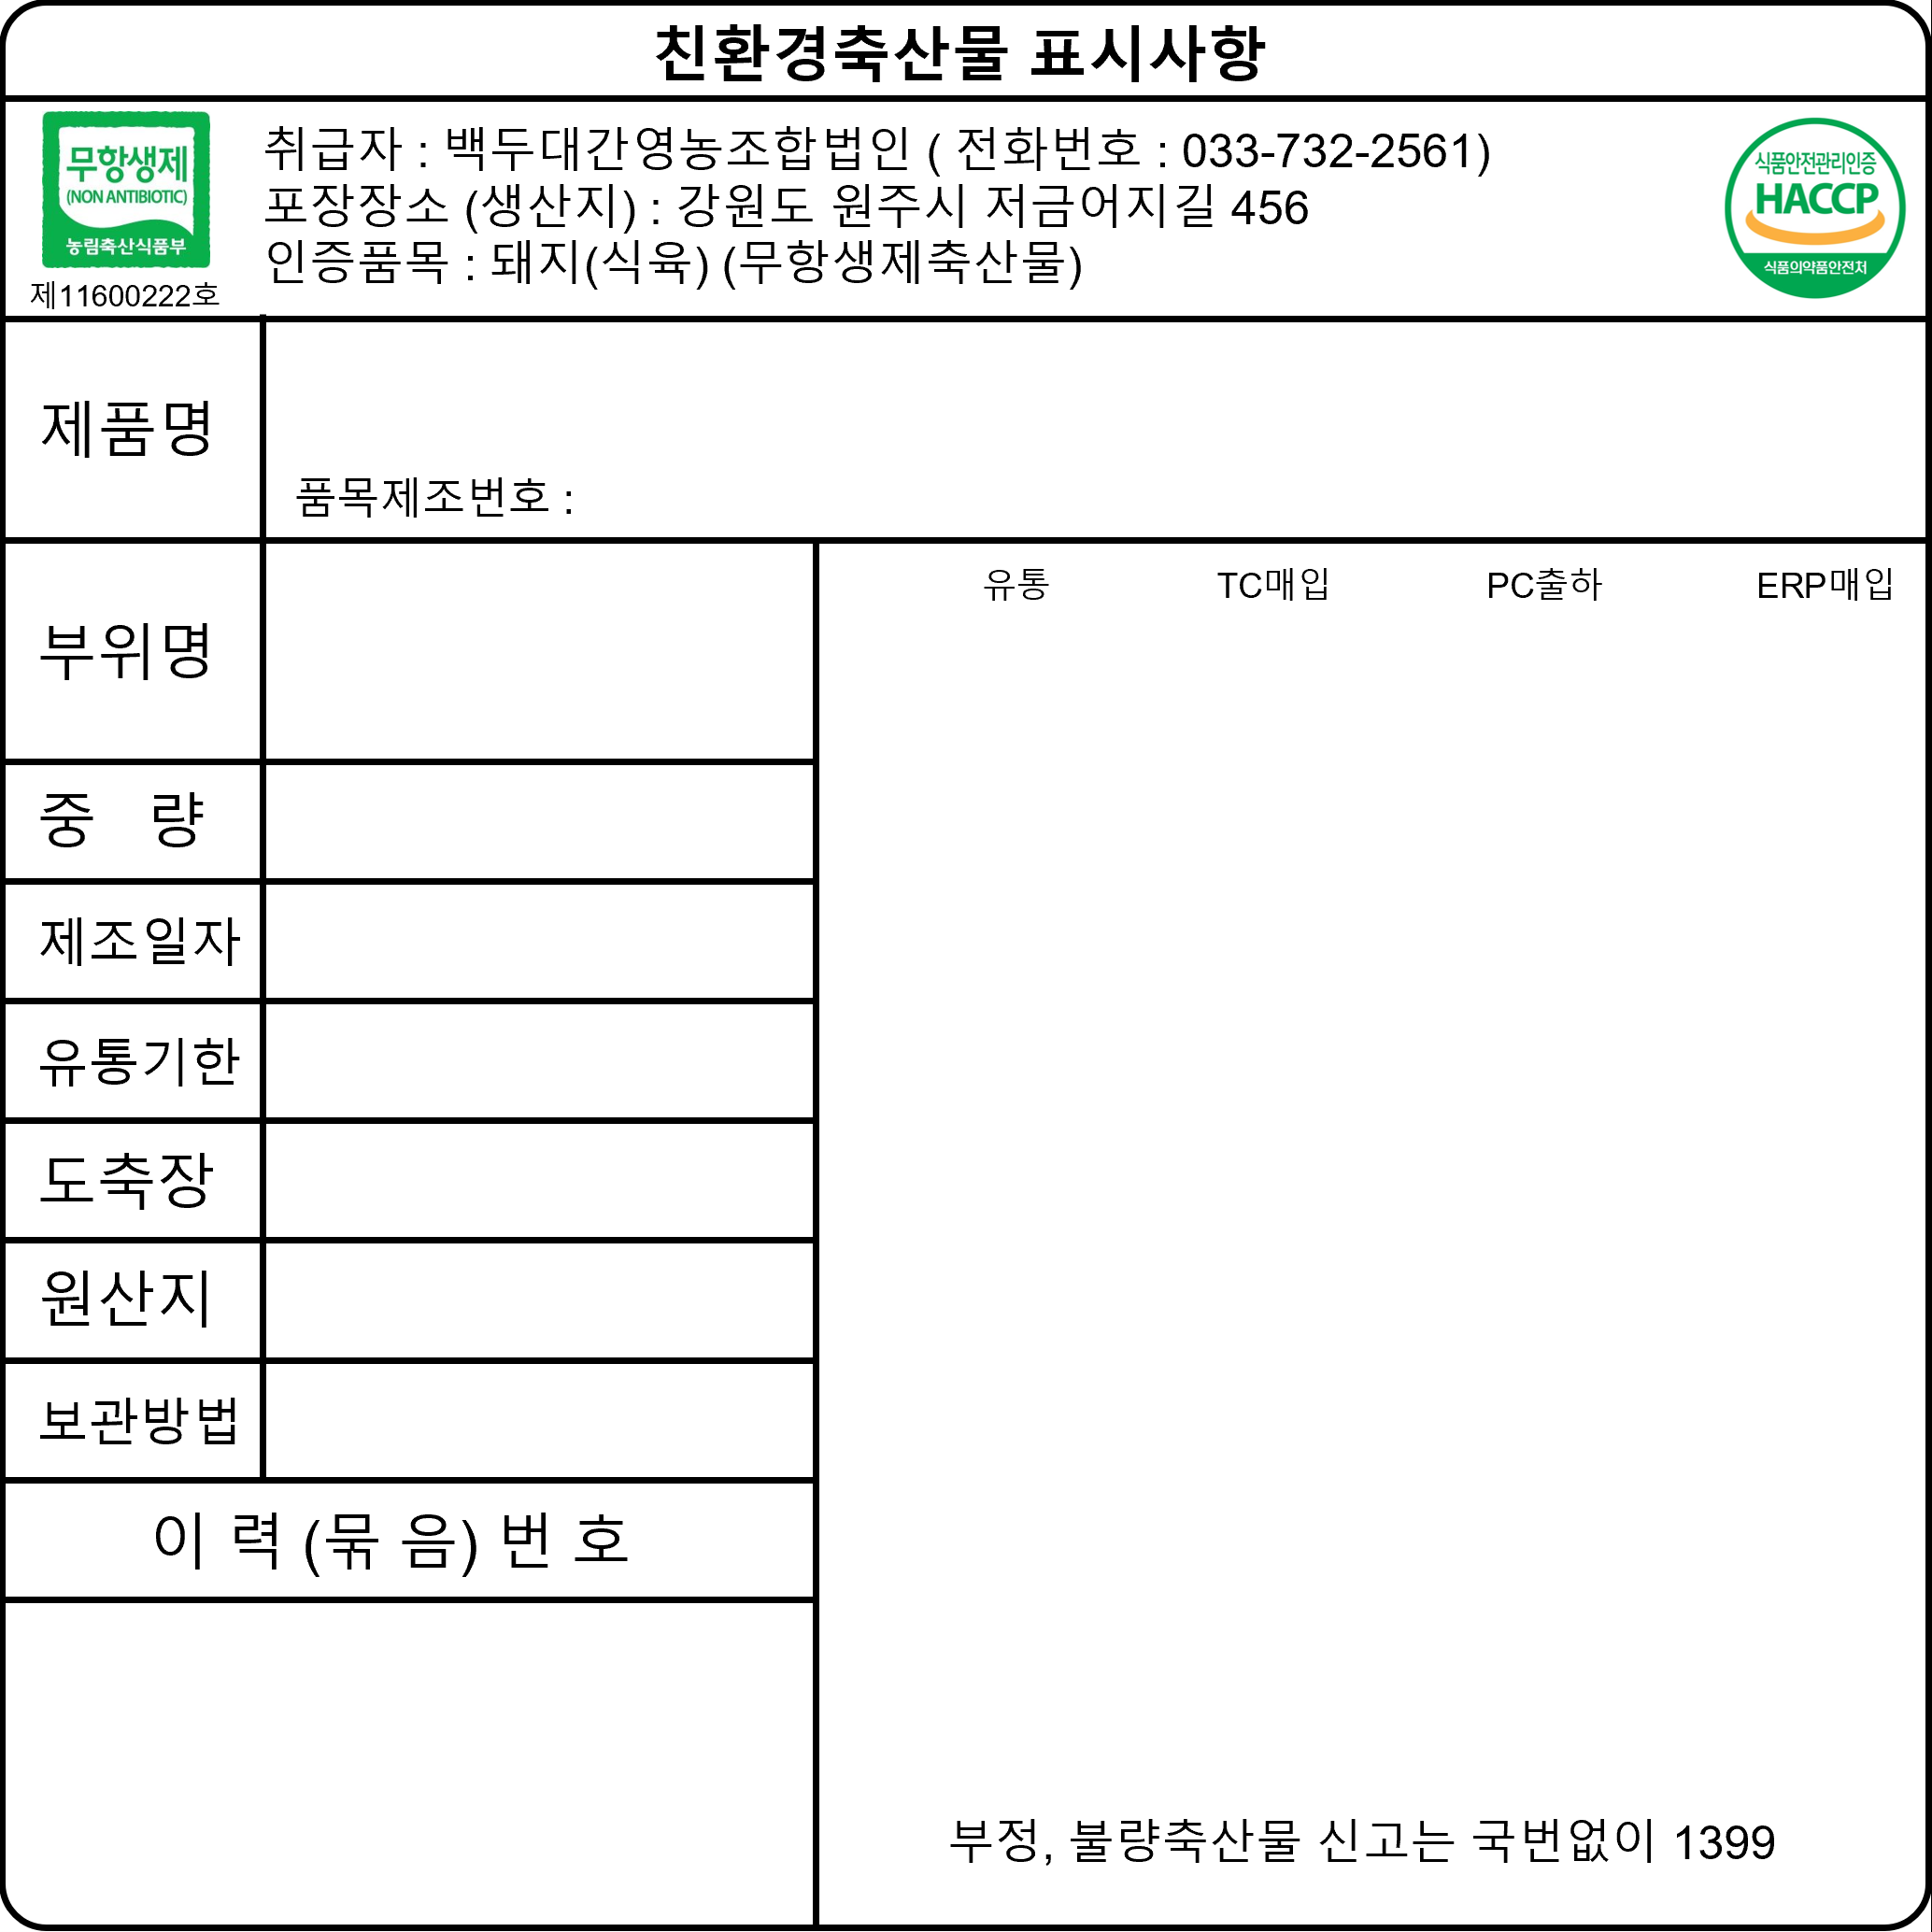 친환경축산물 표시사항
무항생제
(NON ANTIBIOTIC)
농림축산식품부
제11600222호
취급자 : 백두대간영농조합법인 ( 전화번호 : 033-732-2561)
포장장소 (생산지) : 강원도 원주시 저금어지길 456
인증품목 : 돼지(식육) (무항생제축산물)
식품안전관리인증
HACCP
식품의약품안전처
제품명
품목제조번호 :
부위명
유통 TC매입 PC출하 ERP매입
중 량
제조일자
유통기한
도축장
원산지
보관방법
이 력 (묶 음) 번 호
부정, 불량축산물 신고는 국번없이 1399